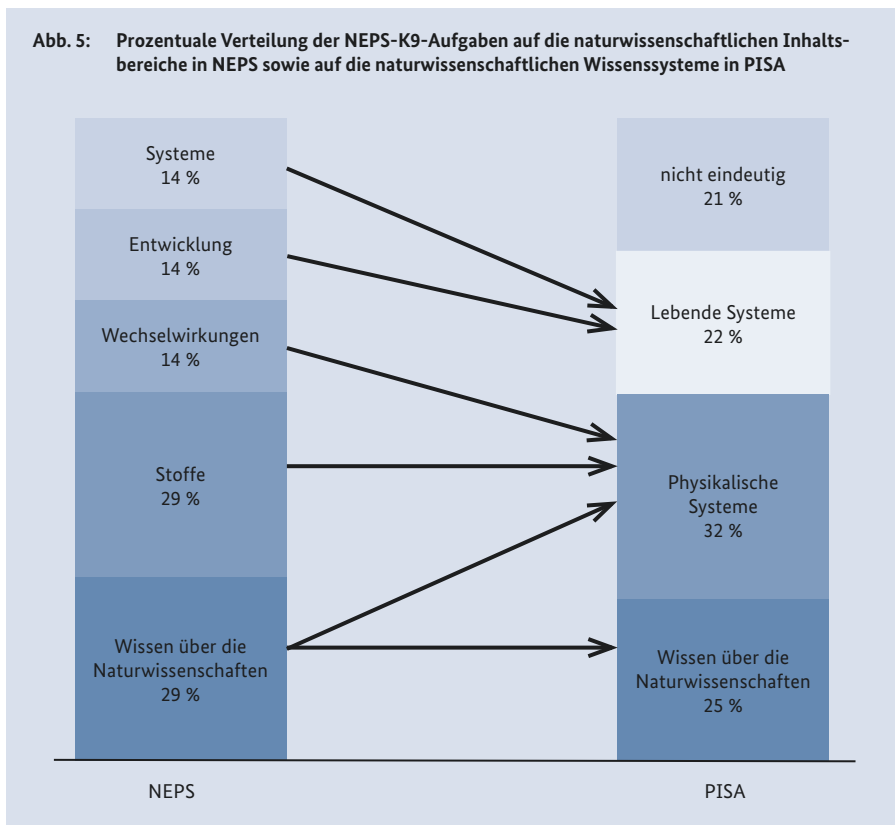 Abb. 5: Prozentuale Verteilung der NEPS-K9-Aufgaben auf die naturwissenschaftlichen Inhalts-
bereiche in NEPS sowie auf die naturwissenschaftlichen Wissenssysteme in PISA
Systeme
14 %
Entwicklung
14 %
Wechselwirkungen
14 %
Stoffe
29 %
Wissen über die
Naturwissenschaften
29 %
nicht eindeutig
21 %
Lebende Systeme
22 %
Physikalische
Systeme
32 %
Wissen über die
Naturwissenschaften
25 %
NEPS
PISA